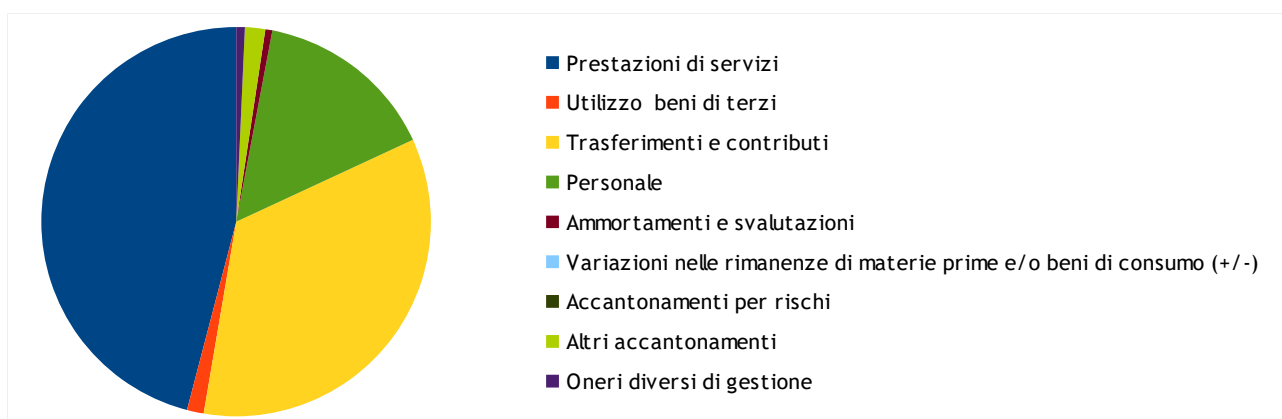 Prestazioni di servizi
Utilizzo beni di terzi
Trasferimenti e contributi
Personale
Ammortamenti e svalutazioni
Variazioni nelle rimanenze di materie prime e/o beni di consumo (+/-)
Accantonamenti per rischi
Altri accantonamenti
Oneri diversi di gestione